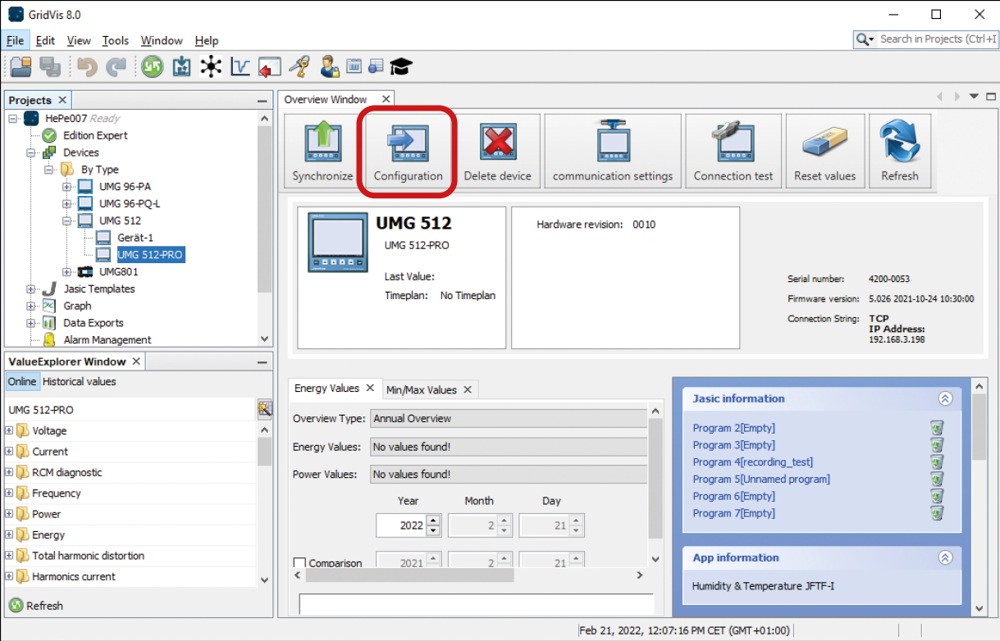 GridVis 8.0
File Edit View Tools Window Help
Search in Projects (Ctrl+I
Projects
HePe007 Ready
Edition Expert
Devices
By Type
UMG 96-PA
UMG 96-PQ-L
UMG 512
Gerät-1
UMG 512-PRO
UMG801
Jasic Templates
Graph
Data Exports
Alarm Management
ValueExplorer Window
Online Historical values
UMG 512-PRO
Voltage
Current
RCM diagnostic
Frequency
Power
Energy
Total harmonic distortion
Harmonics current
Refresh
Overview Window
Synchronize Configuration Delete device communication settings Connection test Reset values Refresh
UMG 512
UMG 512-PRO
Last Value:
Timeplan: No Timeplan
Hardware revision: 0010
Serial number: 4200-0053
Firmware version: 5.026 2021-10-24 10:30:00
Connection String: TCP
IP Address:
192.168.3.198
Energy Values Min/Max Values
Overview Type: Annual Overview
Energy Values: No values found!
Power Values: No values found!
Year Month Day
2022 2 21
Comparison 2021 2 21
Jasic information
Program 2[Empty]
Program 3[Empty]
Program 4[recording_test]
Program 5[Unnamed program]
Program 6[Empty]
Program 7[Empty]
App information
Humidity & Temperature JFTF-I
Feb 21, 2022, 12:07:16 PM CET (GMT+01:00)